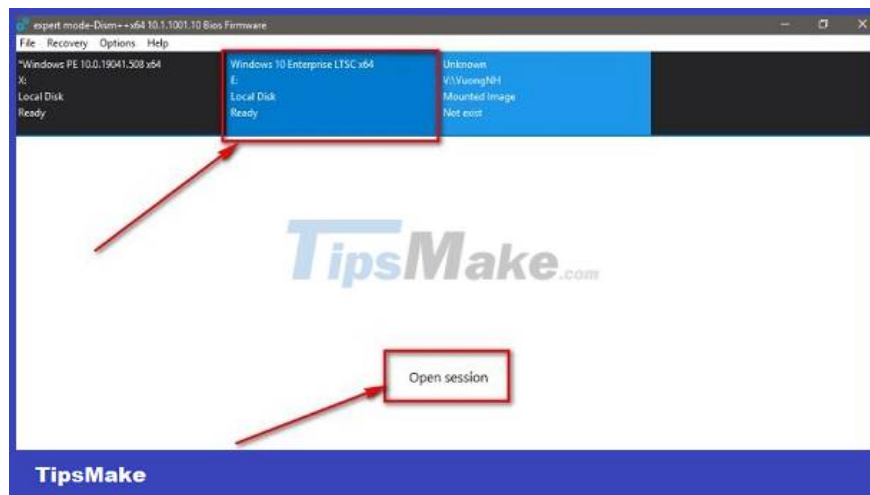 expert mode-Dism++x64 10.1.1001.10 Bios Firmware
File Recovery Options Help
*Windows PE 10.0.19041.508 x64
X:
Local Disk
Ready
Windows 10 Enterprise LTSC x64
E:
Local Disk
Ready
Unknown
V:\VuongNH
Mounted Image
Not exist
TipsMake.com
Open session
TipsMake